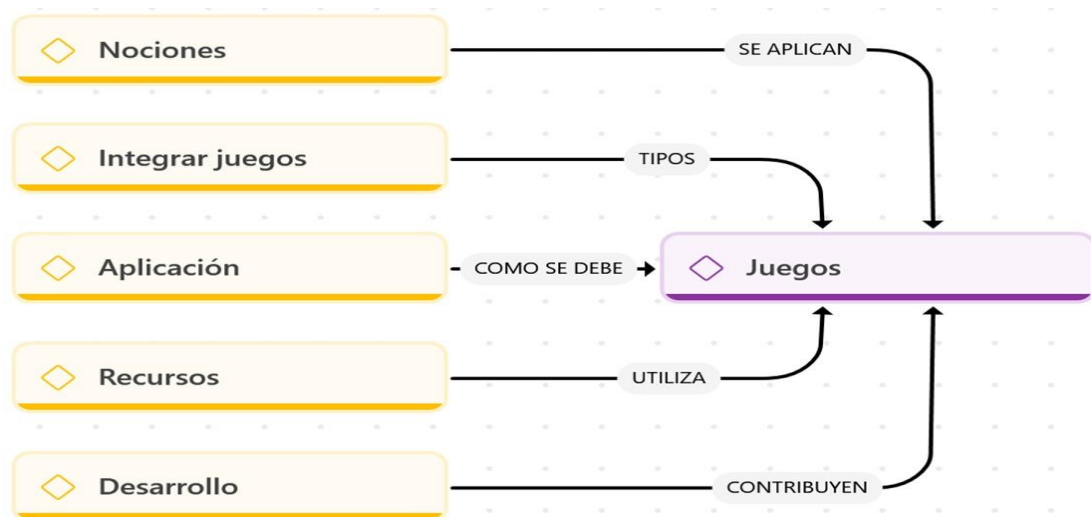 Nociones
SE APLICAN
Integrar juegos
TIPOS
Aplicación
COMO SE DEBE
Juegos
Recursos
UTILIZA
Desarrollo
CONTRIBUYEN